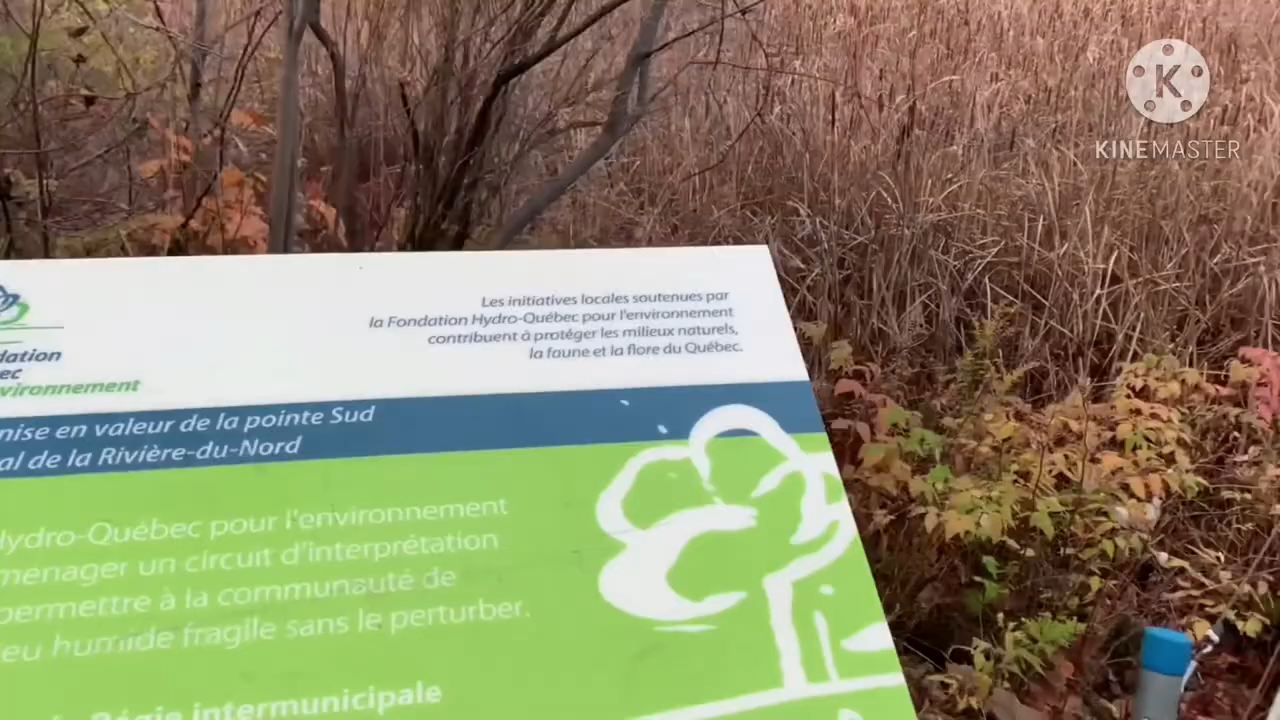 K
KINEMASTER
Les initiatives locales soutenues par
la Fondation Hydro-Québec pour l'environnement
contribuent à protéger les milieux naturels,
la faune et la flore du Québec.
dation
ec
vironnement
mise en valeur de la pointe Sud
al de la Rivière-du-Nord
Hydro-Québec pour l'environnement
ménager un circuit d'interprétation
permettre à la communauté de
ieu humide fragile sans le perturber.
Régie intermunicipale